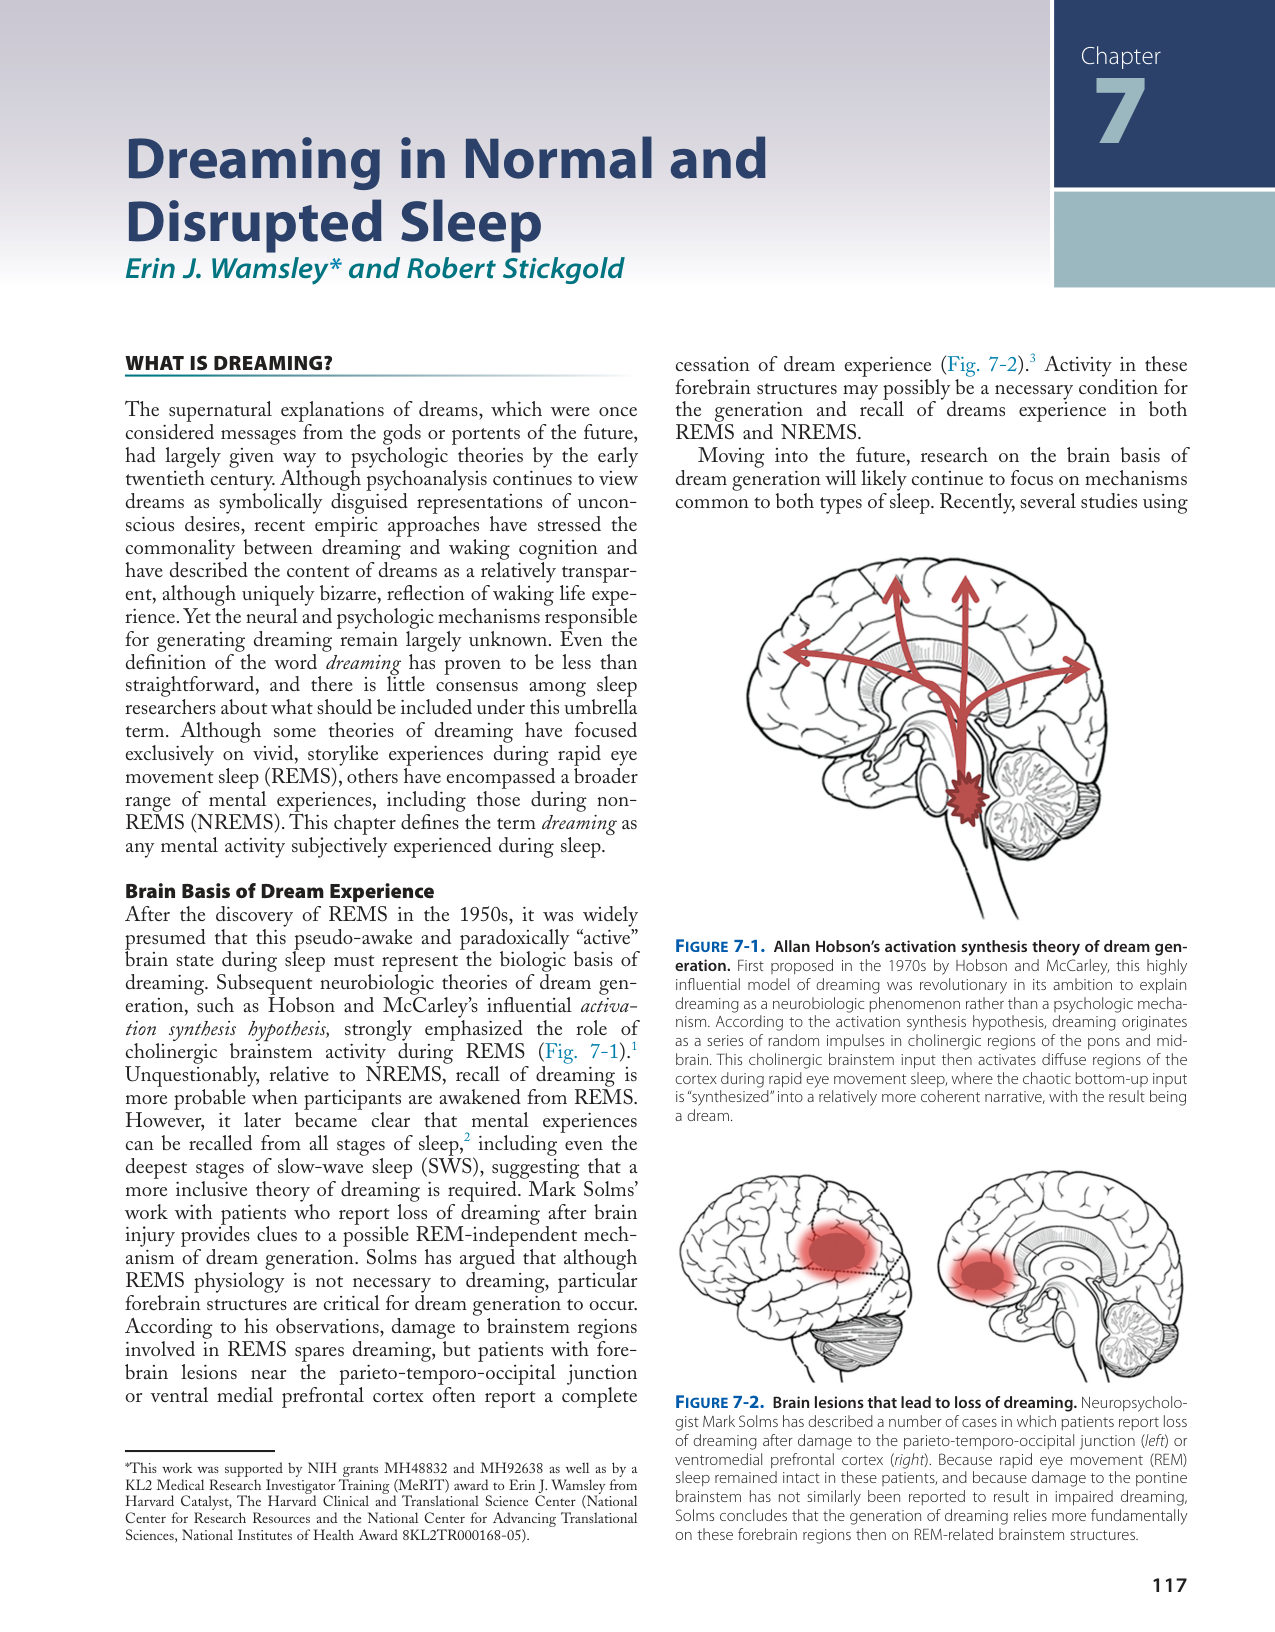 Chapter
7
Dreaming in Normal and
Disrupted Sleep
Erin J. Wamsley* and Robert Stickgold
WHAT IS DREAMING?
The supernatural explanations of dreams, which were once
considered messages from the gods or portents of the future,
had largely given way to psychologic theories by the early
twentieth century. Although psychoanalysis continues to view
dreams as symbolically disguised representations of uncon-
scious desires, recent empiric approaches have stressed the
commonality between dreaming and waking cognition and
have described the content of dreams as a relatively transpar-
ent, although uniquely bizarre, reflection of waking life expe-
rience. Yet the neural and psychologic mechanisms responsible
for generating dreaming remain largely unknown. Even the
definition of the word dreaming has proven to be less than
straightforward, and there is little consensus among sleep
researchers about what should be included under this umbrella
term. Although some theories of dreaming have focused
exclusively on vivid, storylike experiences during rapid eye
movement sleep (REMS), others have encompassed a broader
range of mental experiences, including those during non-
REMS (NREMS). This chapter defines the term dreaming as
any mental activity subjectively experienced during sleep.
Brain Basis of Dream Experience
After the discovery of REMS in the 1950s, it was widely
presumed that this pseudo-awake and paradoxically “active”
brain state during sleep must represent the biologic basis of
dreaming. Subsequent neurobiologic theories of dream gen-
eration, such as Hobson and McCarley’s influential activa-
tion synthesis hypothesis, strongly emphasized the role of
cholinergic brainstem activity during REMS (Fig. 7-1).1
Unquestionably, relative to NREMS, recall of dreaming is
more probable when participants are awakened from REMS.
However, it later became clear that mental experiences
can be recalled from all stages of sleep,2 including even the
deepest stages of slow-wave sleep (SWS), suggesting that a
more inclusive theory of dreaming is required. Mark Solms’
work with patients who report loss of dreaming after brain
injury provides clues to a possible REM-independent mech-
anism of dream generation. Solms has argued that although
REMS physiology is not necessary to dreaming, particular
forebrain structures are critical for dream generation to occur.
According to his observations, damage to brainstem regions
involved in REMS spares dreaming, but patients with fore-
brain lesions near the parieto-temporo-occipital junction
or ventral medial prefrontal cortex often report a complete
*This work was supported by NIH grants MH48832 and MH92638 as well as by a
KL2 Medical Research Investigator Training (MeRIT) award to Erin J. Wamsley from
Harvard Catalyst, The Harvard Clinical and Translational Science Center (National
Center for Research Resources and the National Center for Advancing Translational
Sciences, National Institutes of Health Award 8KL2TR000168-05).
cessation of dream experience (Fig. 7-2).3 Activity in these
forebrain structures may possibly be a necessary condition for
the generation and recall of dreams experience in both
REMS and NREMS.
Moving into the future, research on the brain basis of
dream generation will likely continue to focus on mechanisms
common to both types of sleep. Recently, several studies using
FIGURE 7-1. Allan Hobson’s activation synthesis theory of dream gen-
eration. First proposed in the 1970s by Hobson and McCarley, this highly
influential model of dreaming was revolutionary in its ambition to explain
dreaming as a neurobiologic phenomenon rather than a psychologic mecha-
nism. According to the activation synthesis hypothesis, dreaming originates
as a series of random impulses in cholinergic regions of the pons and mid-
brain. This cholinergic brainstem input then activates diffuse regions of the
cortex during rapid eye movement sleep, where the chaotic bottom-up input
is “synthesized” into a relatively more coherent narrative, with the result being
a dream.
FIGURE 7-2. Brain lesions that lead to loss of dreaming. Neuropsycholo-
gist Mark Solms has described a number of cases in which patients report loss
of dreaming after damage to the parieto-temporo-occipital junction (left) or
ventromedial prefrontal cortex (right). Because rapid eye movement (REM)
sleep remained intact in these patients, and because damage to the pontine
brainstem has not similarly been reported to result in impaired dreaming,
Solms concludes that the generation of dreaming relies more fundamentally
on these forebrain regions then on REM-related brainstem structures.
117